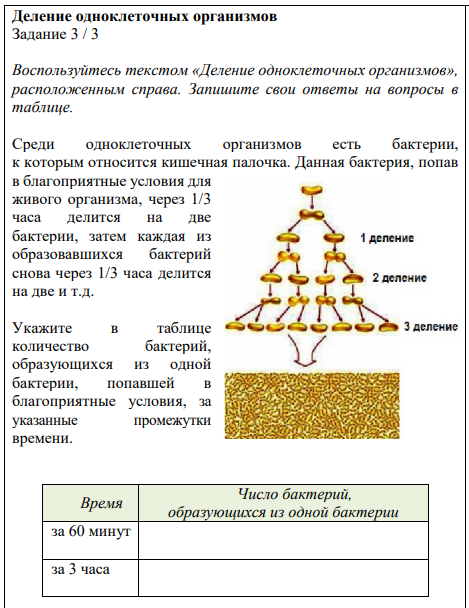 Деление одноклеточных организмов
Задание 3 / 3
Воспользуйтесь текстом «Деление одноклеточных организмов»,
расположенным справа. Запишите свои ответы на вопросы в
таблице.
Среди одноклеточных организмов есть бактерии,
к которым относится кишечная палочка. Данная бактерия, попав
в благоприятные условия для
живого организма, через 1/3
часа делится на две
бактерии, затем каждая из
образовавшихся бактерий
снова через 1/3 часа делится
на две и т.д.
1 деление
2 деление
3 деление
Укажите в таблице
количество бактерий,
образующихся из одной
бактерии, попавшей в
благоприятные условия, за
указанные промежутки
времени.
Время
Число бактерий,
образующихся из одной бактерии
за 60 минут
за 3 часа